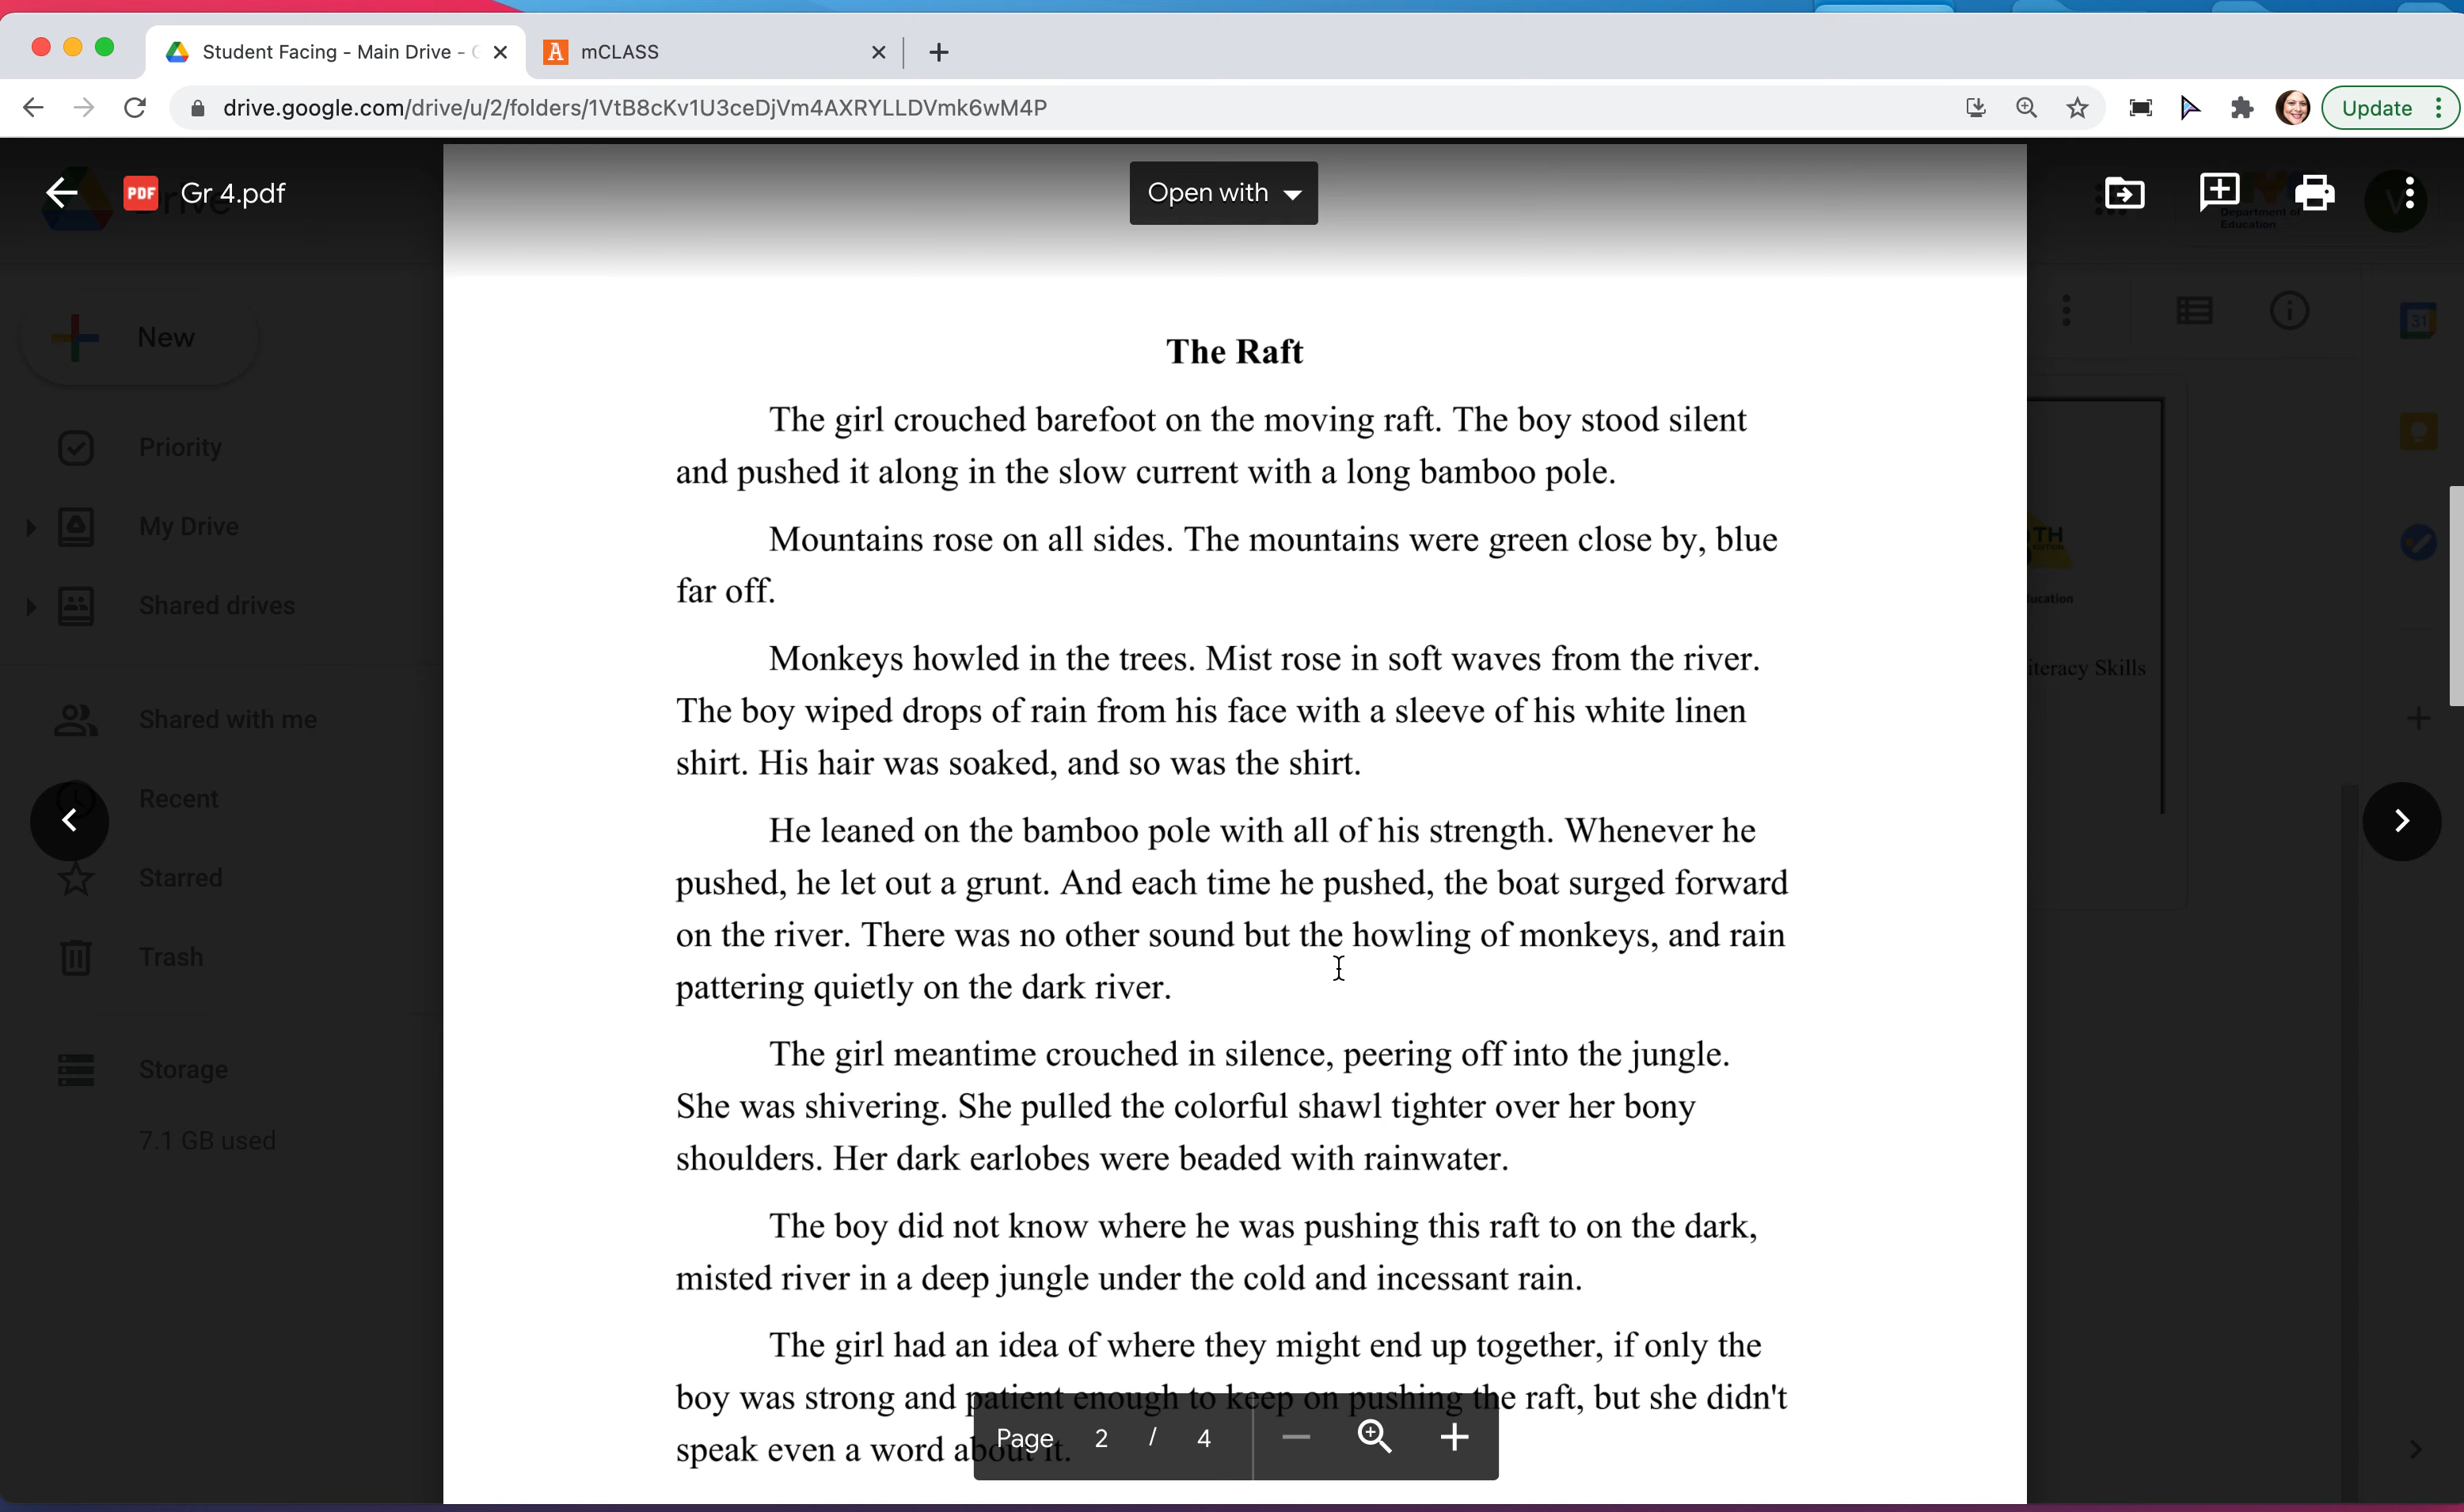 Student Facing - Main Drive -
mCLASS
drive.google.com/drive/u/2/folders/1VtB8cKv1U3ceDjVm4AXRYLLDVmk6wM4P
Update
PDF Gr 4.pdf
Open with
Department of
Education
New
Priority
My Drive
Shared drives
Shared with me
Recent
Starred
Trash
Storage
7.1 GB used
The Raft
The girl crouched barefoot on the moving raft. The boy stood silent
and pushed it along in the slow current with a long bamboo pole.
Mountains rose on all sides. The mountains were green close by, blue
far off.
Monkeys howled in the trees. Mist rose in soft waves from the river.
The boy wiped drops of rain from his face with a sleeve of his white linen
shirt. His hair was soaked, and so was the shirt.
He leaned on the bamboo pole with all of his strength. Whenever he
pushed, he let out a grunt. And each time he pushed, the boat surged forward
on the river. There was no other sound but the howling of monkeys, and rain
pattering quietly on the dark river.
The girl meantime crouched in silence, peering off into the jungle.
She was shivering. She pulled the colorful shawl tighter over her bony
shoulders. Her dark earlobes were beaded with rainwater.
The boy did not know where he was pushing this raft to on the dark,
misted river in a deep jungle under the cold and incessant rain.
The girl had an idea of where they might end up together, if only the
boy was strong and patient enough to keep on pushing the raft, but she didn't
speak even a word about it.
Page 2 / 4
31
TH
EDITION
ucation
iteracy Skills